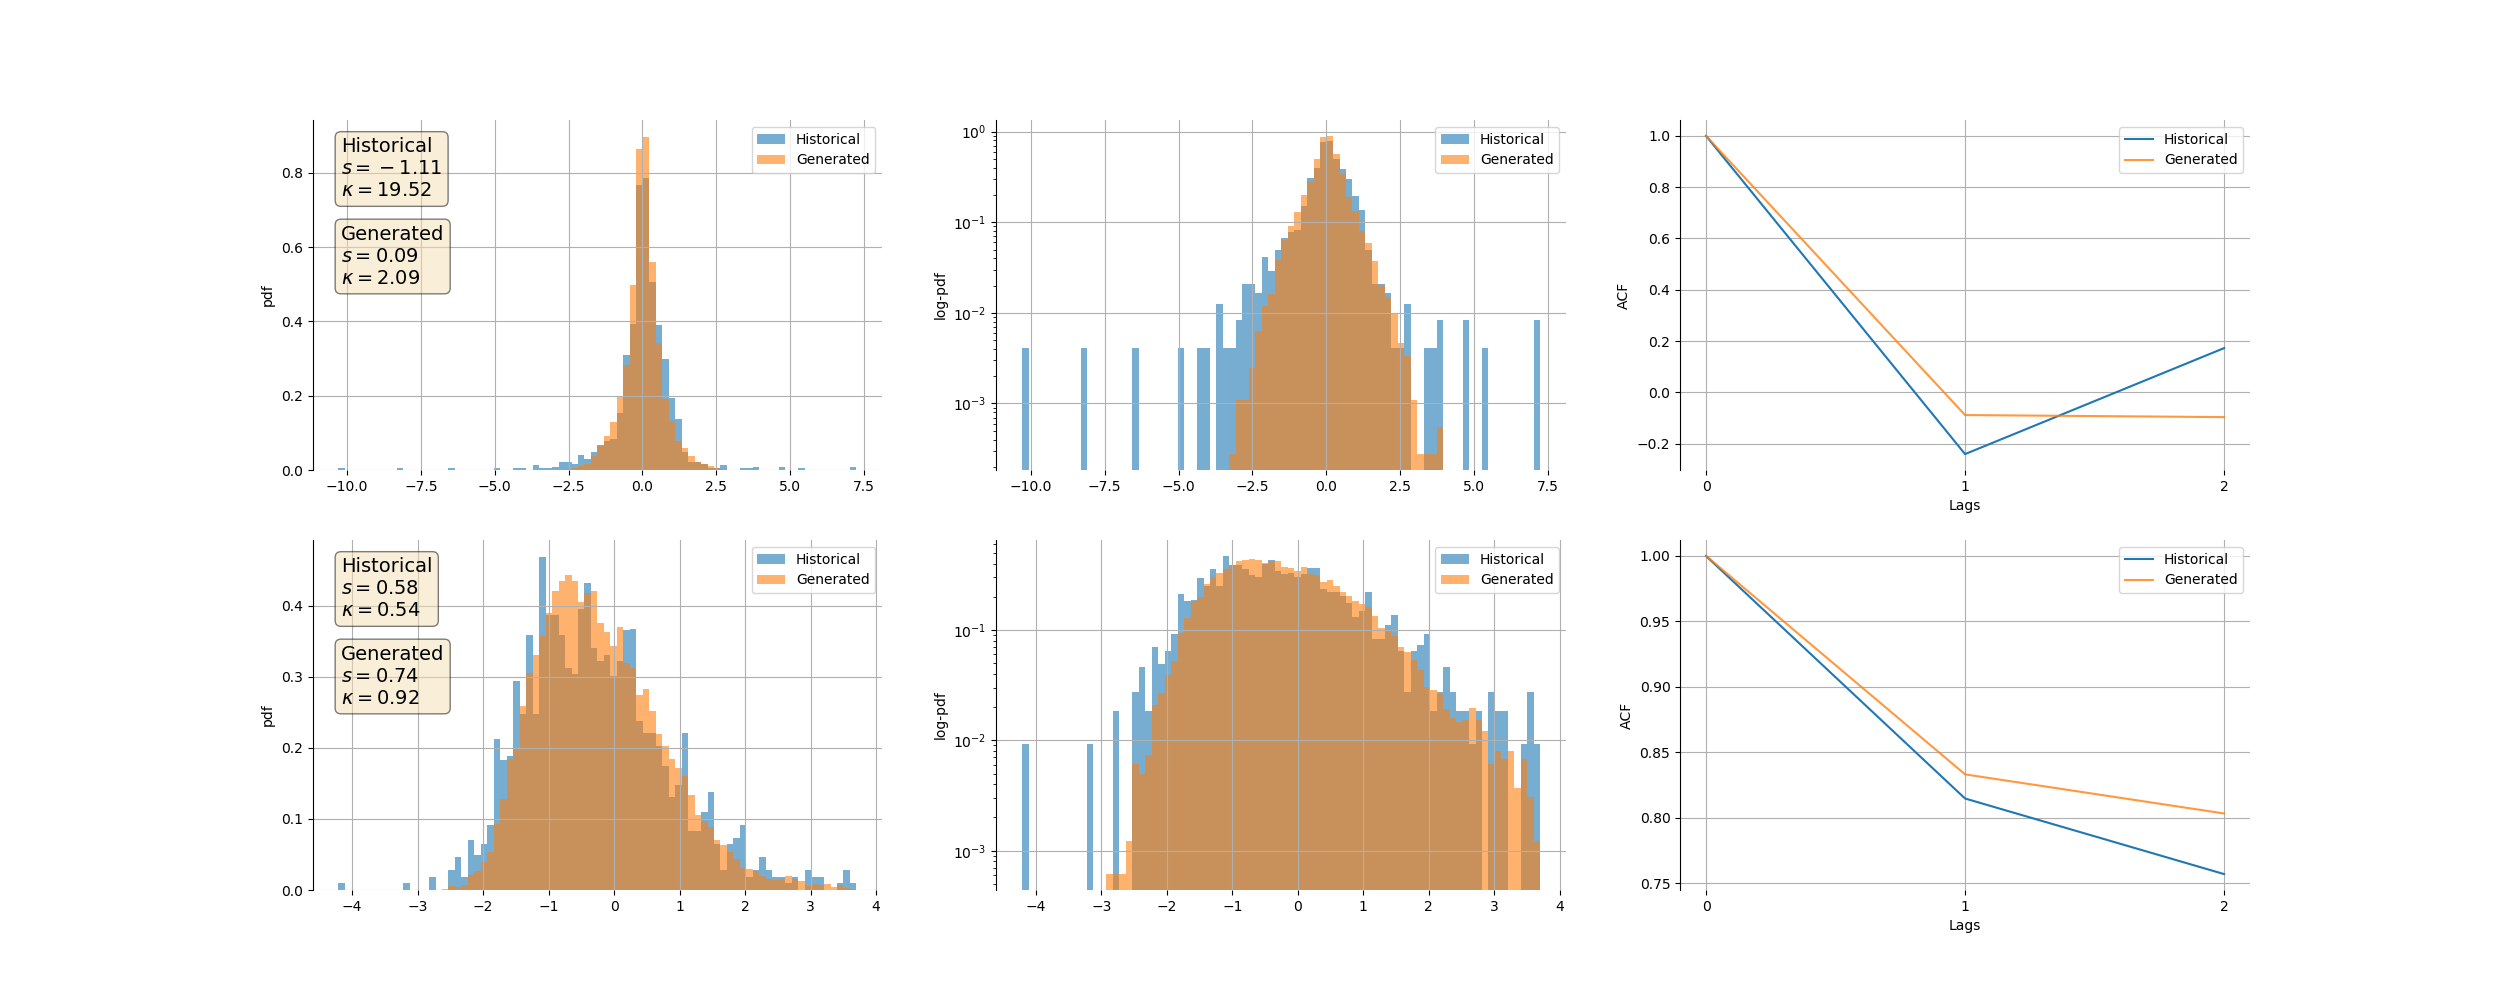 Historical
s = −1.11
κ = 19.52
Generated
s = 0.09
κ = 2.09
Historical
Generated
pdf
0.8
0.6
0.4
0.2
0.0
−10.0 −7.5 −5.0 −2.5 0.0 2.5 5.0 7.5
Historical
Generated
log-pdf
10⁰
10⁻¹
10⁻²
10⁻³
−10.0 −7.5 −5.0 −2.5 0.0 2.5 5.0 7.5
Historical
Generated
ACF
1.0
0.8
0.6
0.4
0.2
0.0
−0.2
0 1 2
Lags
Historical
s = 0.58
κ = 0.54
Generated
s = 0.74
κ = 0.92
Historical
Generated
pdf
0.4
0.3
0.2
0.1
0.0
−4 −3 −2 −1 0 1 2 3 4
Historical
Generated
log-pdf
10⁻¹
10⁻²
10⁻³
−4 −3 −2 −1 0 1 2 3 4
Historical
Generated
ACF
1.00
0.95
0.90
0.85
0.80
0.75
0 1 2
Lags